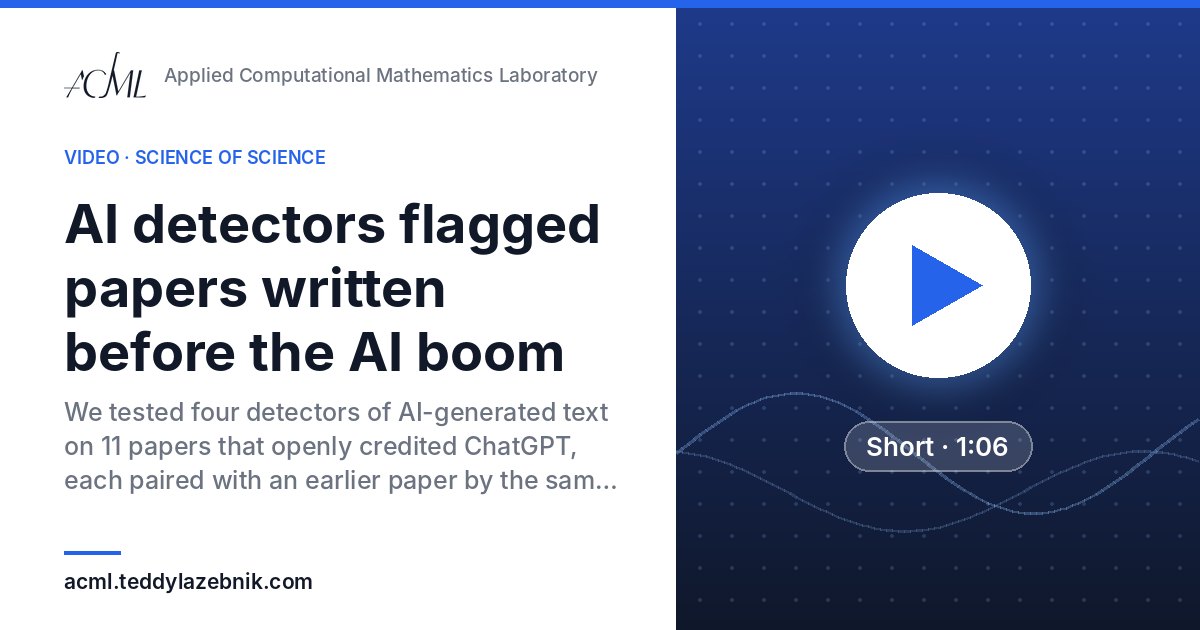 ACML
Applied Computational Mathematics Laboratory
VIDEO · SCIENCE OF SCIENCE
AI detectors flagged
papers written
before the AI boom
We tested four detectors of AI-generated text
on 11 papers that openly credited ChatGPT,
each paired with an earlier paper by the sam…
Short · 1:06
acml.teddylazebnik.com